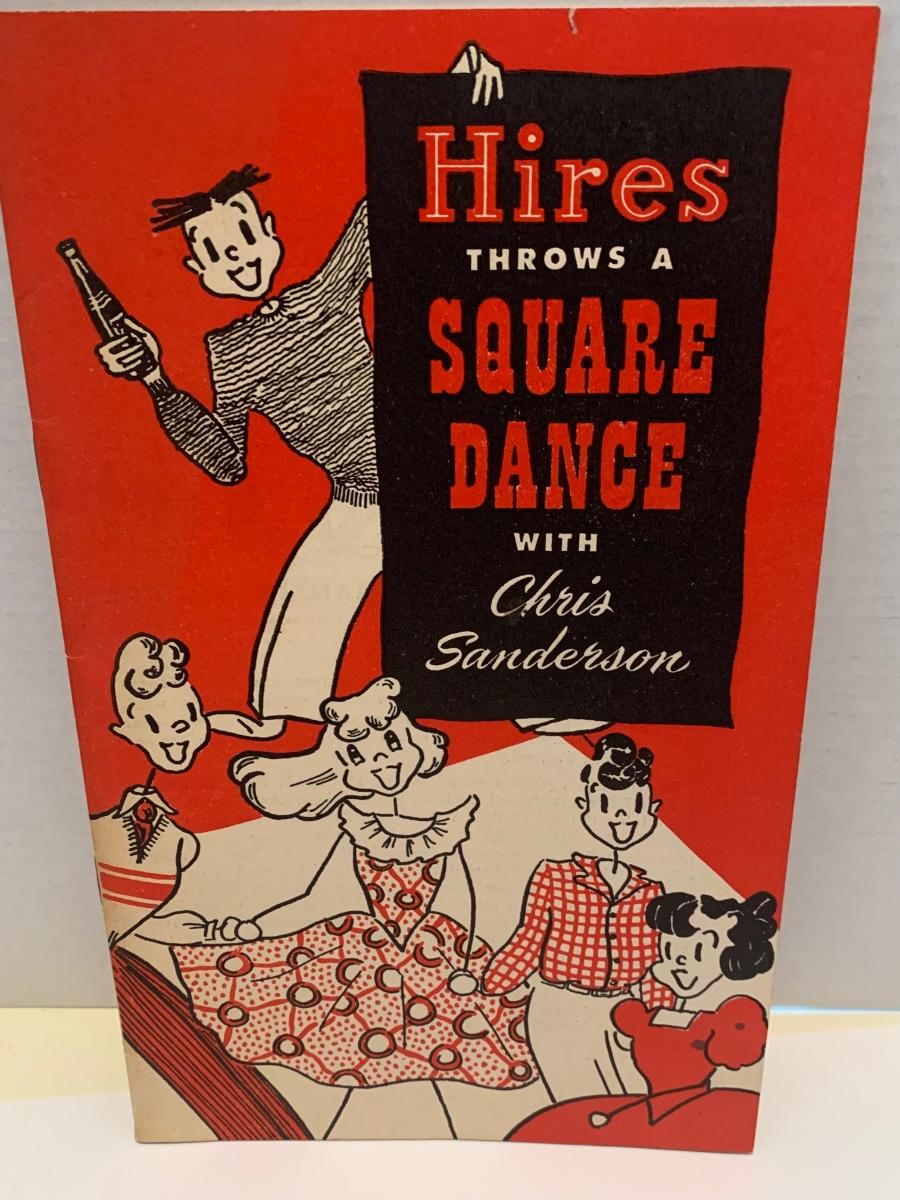 Hires
THROWS A
SQUARE
DANCE
WITH
Chris
Sanderson